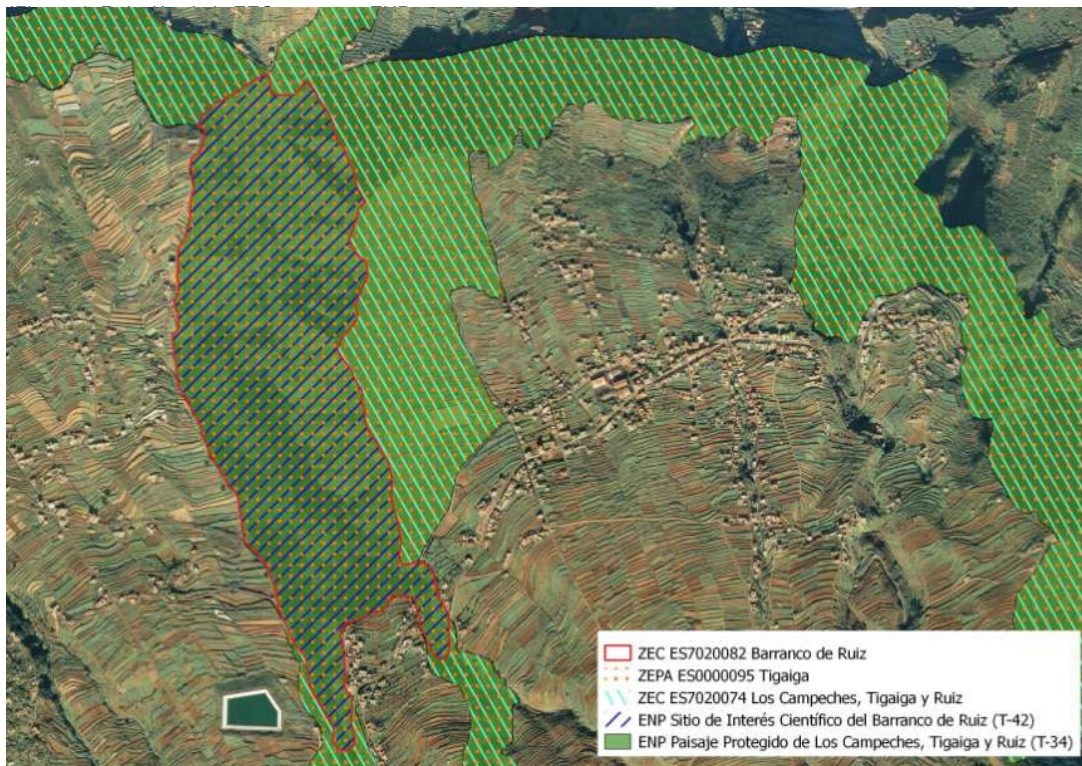 ZEC ES7020082 Barranco de Ruiz
ZEPA ES0000095 Tigaiga
ZEC ES7020074 Los Campeches, Tigaiga y Ruiz
ENP Sitio de Interés Científico del Barranco de Ruiz (T-42)
ENP Paisaje Protegido de Los Campeches, Tigaiga y Ruiz (T-34)